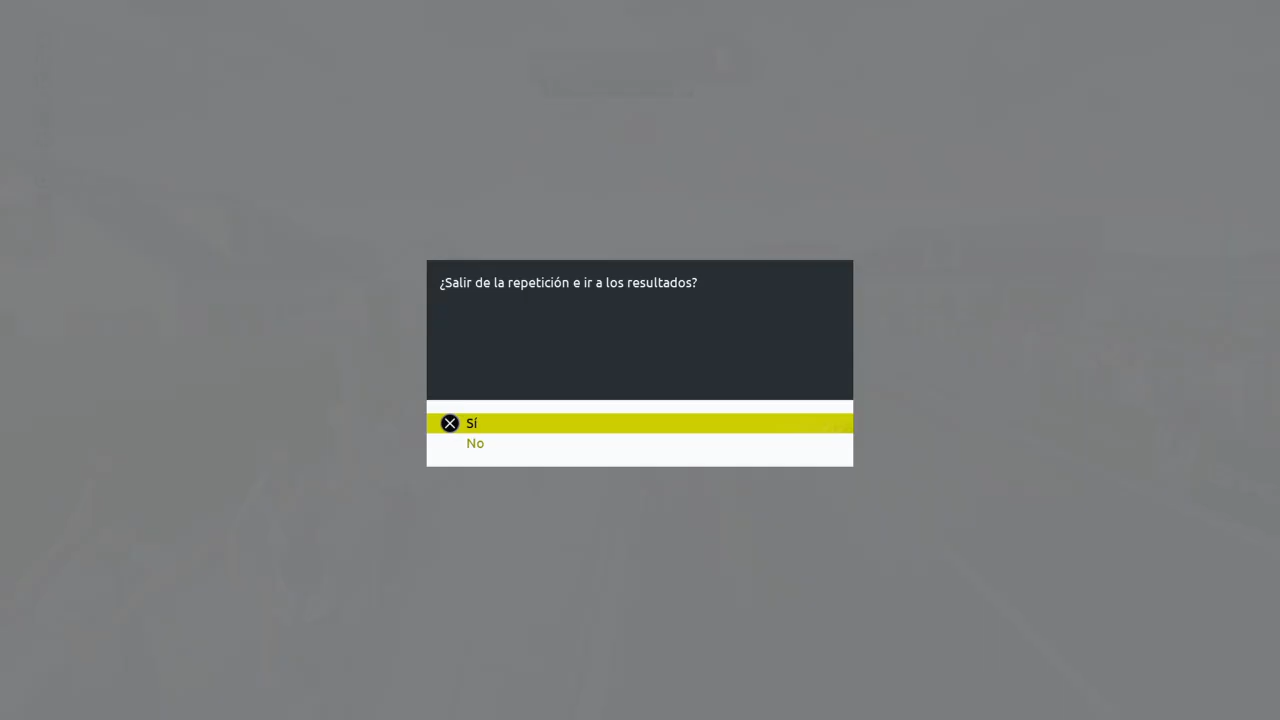 ¿Salir de la repetición e ir a los resultados?
Sí
No